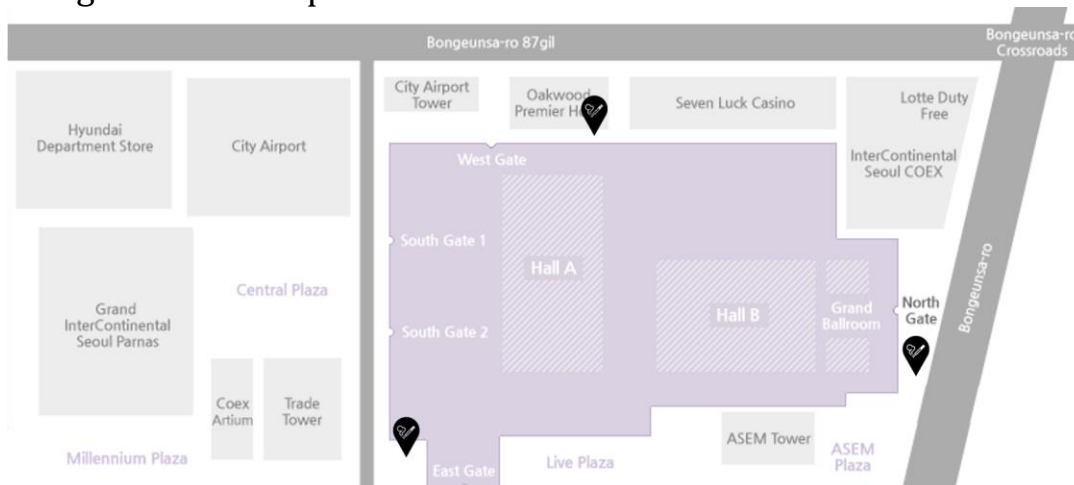 Bongeunsa-ro 87gil
Bongeunsa-ro
Crossroads
City Airport
Tower
Oakwood
Premier
Seven Luck Casino
Lotte Duty
Free
Hyundai
Department Store
City Airport
InterContinental
Seoul COEX
West Gate
South Gate 1
Hall A
Central Plaza
Grand
InterContinental
Seoul Parnas
South Gate 2
Hall B
Grand
Ballroom
North
Gate
Bongeunsa-ro
Coex
Artium
Trade
Tower
ASEM Tower
Millennium Plaza
East Gate
Live Plaza
ASEM
Plaza